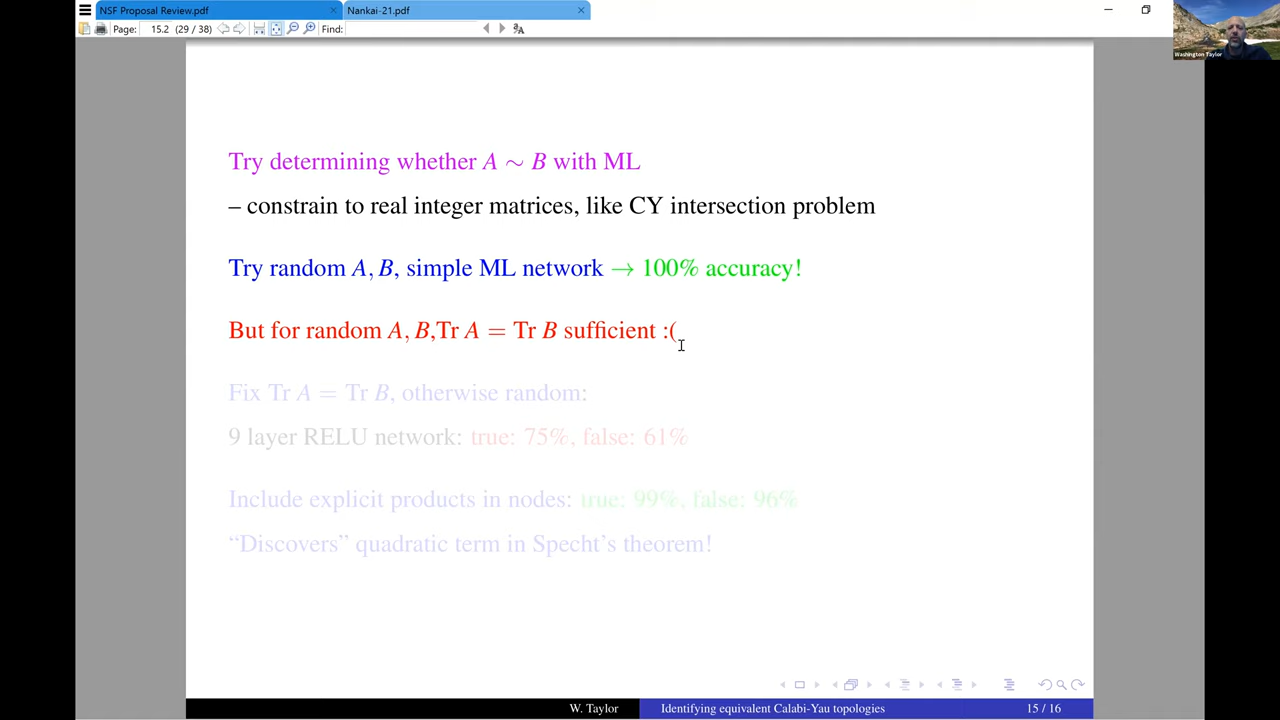 NSF Proposal Review.pdf × Nankai-21.pdf ×
Page: 15.2 (29 / 38) Find:
Washington Taylor
Try determining whether A ∼ B with ML
– constrain to real integer matrices, like CY intersection problem
Try random A, B, simple ML network → 100% accuracy!
But for random A, B,Tr A = Tr B sufficient :(
Fix Tr A = Tr B, otherwise random:
9 layer RELU network: true: 75%, false: 61%
Include explicit products in nodes: true: 99%, false: 96%
“Discovers” quadratic term in Specht’s theorem!
W. Taylor Identifying equivalent Calabi-Yau topologies 15 / 16